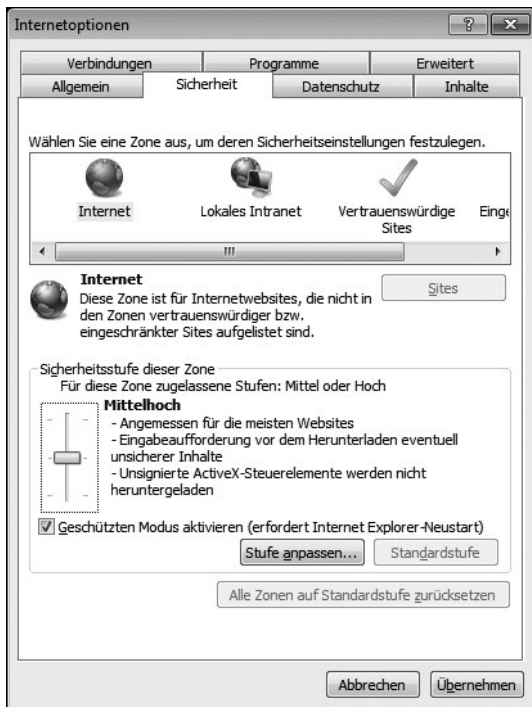 Internetoptionen
Verbindungen Programme Erweitert
Allgemein Sicherheit Datenschutz Inhalte
Wählen Sie eine Zone aus, um deren Sicherheitseinstellungen festzulegen.
Internet Lokales Intranet Vertrauenswürdige Einge
Sites
Internet
Sites
Diese Zone ist für Internetwebsites, die nicht in
den Zonen vertrauenswürdiger bzw.
eingeschränkter Sites aufgelistet sind.
Sicherheitsstufe dieser Zone
Für diese Zone zugelassene Stufen: Mittel oder Hoch
Mittelhoch
- Angemessen für die meisten Websites
- Eingabeaufforderung vor dem Herunterladen eventuell
unsicherer Inhalte
- Unsignierte ActiveX-Steuerelemente werden nicht
heruntergeladen
Geschützten Modus aktivieren (erfordert Internet Explorer-Neustart)
Stufe anpassen... Standardstufe
Alle Zonen auf Standardstufe zurücksetzen
Abbrechen Übernehmen